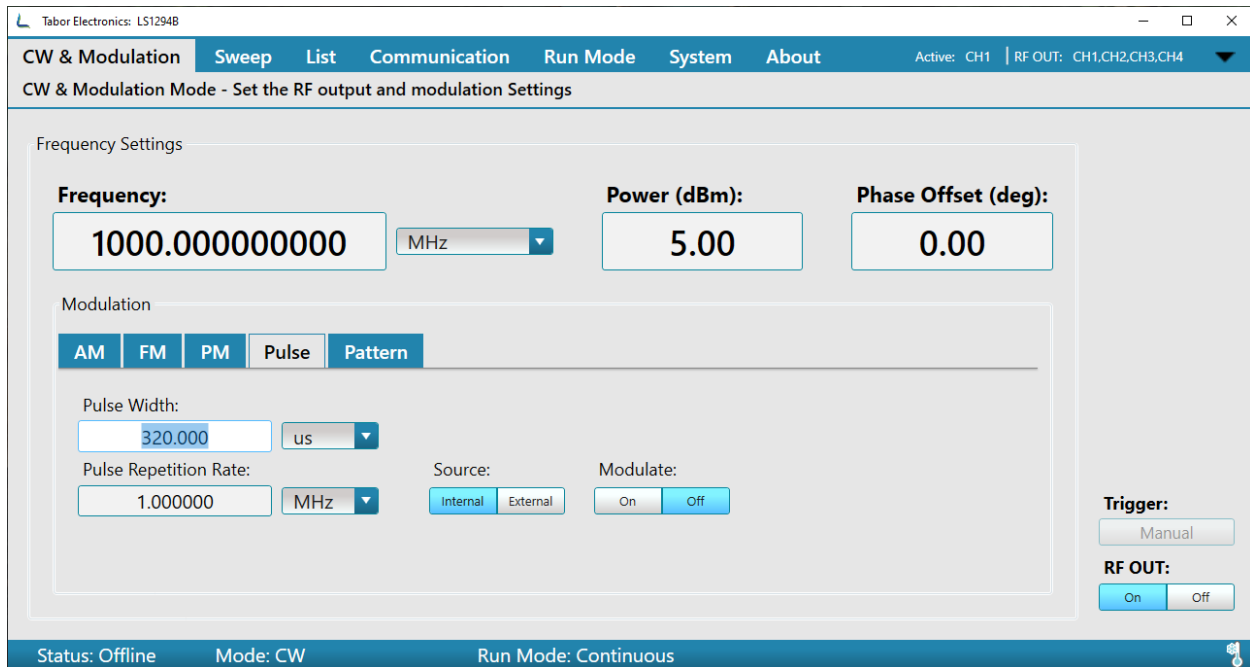 Tabor Electronics: LS1294B
CW & Modulation Sweep List Communication Run Mode System About Active: CH1 RF OUT: CH1,CH2,CH3,CH4
CW & Modulation Mode - Set the RF output and modulation Settings
Frequency Settings
Frequency: Power (dBm): Phase Offset (deg):
1000.000000000 MHz 5.00 0.00
Modulation
AM FM PM Pulse Pattern
Pulse Width:
320.000 us
Pulse Repetition Rate: Source: Modulate:
1.000000 MHz Internal External On Off
Trigger:
Manual
RF OUT:
On Off
Status: Offline Mode: CW Run Mode: Continuous